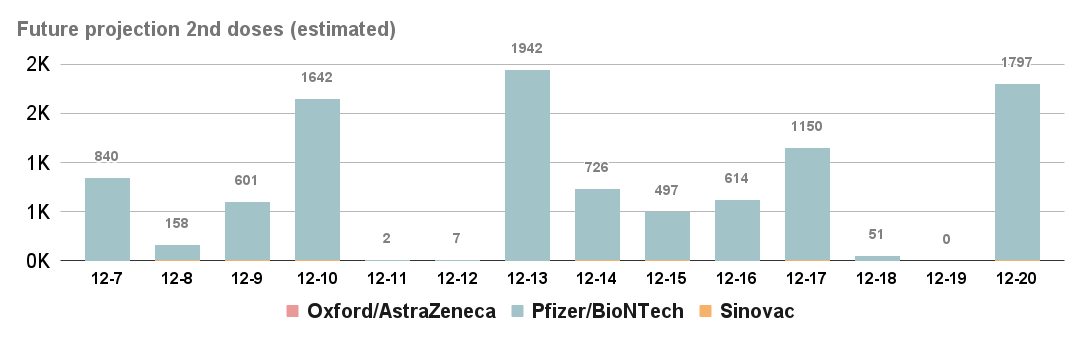 Future projection 2nd doses (estimated)
2K
2K
1K
1K
0K
840
158
601
1642
2
7
1942
726
497
614
1150
51
0
1797
12-7 12-8 12-9 12-10 12-11 12-12 12-13 12-14 12-15 12-16 12-17 12-18 12-19 12-20
Oxford/AstraZeneca Pfizer/BioNTech Sinovac